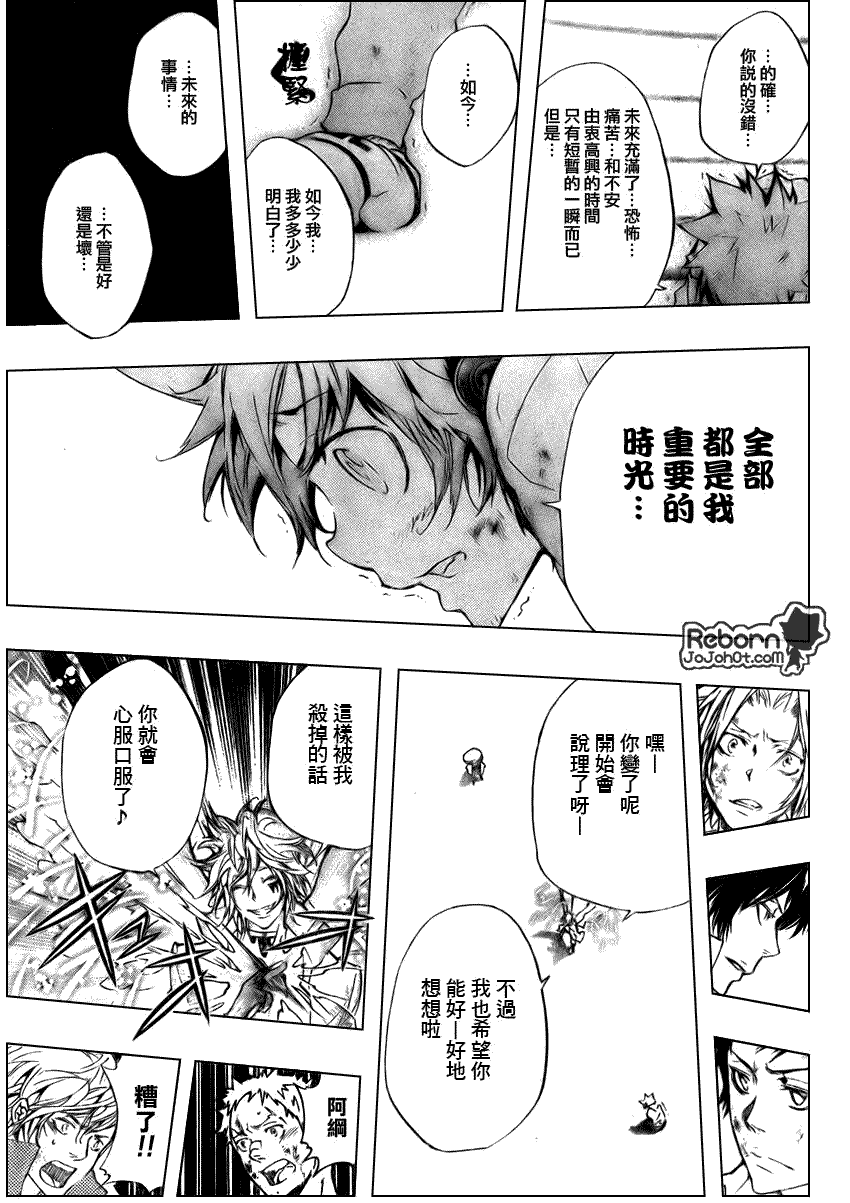 …的確…
你說的沒錯…
未來充滿了…恐怖…
痛苦…和不安
由衷高興的時間
只有短暫的一瞬而已
但是…
…如今…
握緊
如今我…
我多多少少
明白了…
…未來的
事情…
…不管是好
還是壞…
全部
都是我
重要的
時光…
Reborn
JoJohot.com
嘿－
你變了呢
開始會
說理了呀－
不過
我也希望你
能好－好地
想想啦
這樣被我
殺掉的話
你就會
心服口服了♪
阿綱
糟了!!